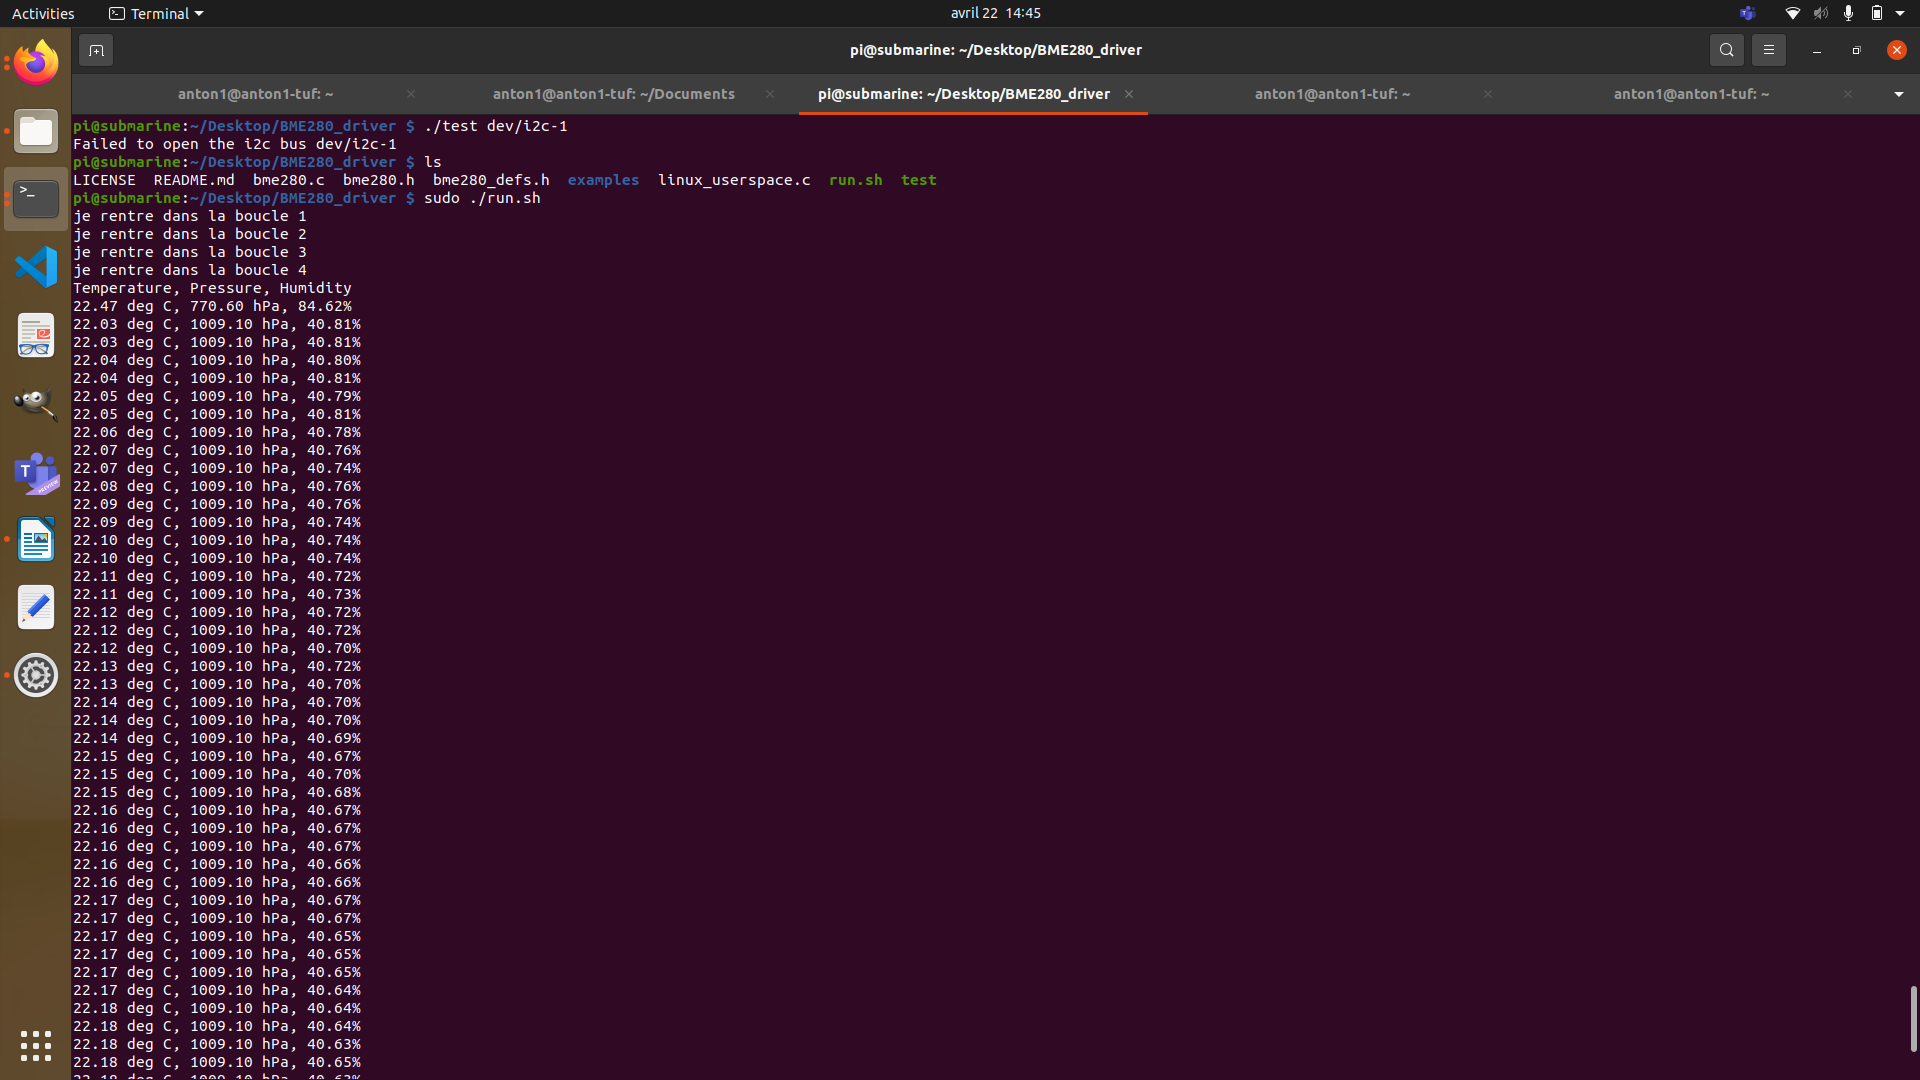 Activities
Terminal
avril 22 14:45
pi@submarine: ~/Desktop/BME280_driver
anton1@anton1-tuf: ~
anton1@anton1-tuf: ~/Documents
pi@submarine: ~/Desktop/BME280_driver
anton1@anton1-tuf: ~
anton1@anton1-tuf: ~
pi@submarine:~/Desktop/BME280_driver $ ./test dev/i2c-1
Failed to open the i2c bus dev/i2c-1
pi@submarine:~/Desktop/BME280_driver $ ls
LICENSE README.md bme280.c bme280.h bme280_defs.h examples linux_userspace.c run.sh test
pi@submarine:~/Desktop/BME280_driver $ sudo ./run.sh
je rentre dans la boucle 1
je rentre dans la boucle 2
je rentre dans la boucle 3
je rentre dans la boucle 4
Temperature, Pressure, Humidity
22.47 deg C, 770.60 hPa, 84.62%
22.03 deg C, 1009.10 hPa, 40.81%
22.03 deg C, 1009.10 hPa, 40.81%
22.04 deg C, 1009.10 hPa, 40.80%
22.04 deg C, 1009.10 hPa, 40.81%
22.05 deg C, 1009.10 hPa, 40.79%
22.05 deg C, 1009.10 hPa, 40.81%
22.06 deg C, 1009.10 hPa, 40.78%
22.07 deg C, 1009.10 hPa, 40.76%
22.07 deg C, 1009.10 hPa, 40.74%
22.08 deg C, 1009.10 hPa, 40.76%
22.09 deg C, 1009.10 hPa, 40.76%
22.09 deg C, 1009.10 hPa, 40.74%
22.10 deg C, 1009.10 hPa, 40.74%
22.10 deg C, 1009.10 hPa, 40.74%
22.11 deg C, 1009.10 hPa, 40.72%
22.11 deg C, 1009.10 hPa, 40.73%
22.12 deg C, 1009.10 hPa, 40.72%
22.12 deg C, 1009.10 hPa, 40.72%
22.12 deg C, 1009.10 hPa, 40.70%
22.13 deg C, 1009.10 hPa, 40.72%
22.13 deg C, 1009.10 hPa, 40.70%
22.14 deg C, 1009.10 hPa, 40.70%
22.14 deg C, 1009.10 hPa, 40.70%
22.14 deg C, 1009.10 hPa, 40.69%
22.15 deg C, 1009.10 hPa, 40.67%
22.15 deg C, 1009.10 hPa, 40.70%
22.15 deg C, 1009.10 hPa, 40.68%
22.16 deg C, 1009.10 hPa, 40.67%
22.16 deg C, 1009.10 hPa, 40.67%
22.16 deg C, 1009.10 hPa, 40.67%
22.16 deg C, 1009.10 hPa, 40.66%
22.16 deg C, 1009.10 hPa, 40.66%
22.17 deg C, 1009.10 hPa, 40.67%
22.17 deg C, 1009.10 hPa, 40.67%
22.17 deg C, 1009.10 hPa, 40.65%
22.17 deg C, 1009.10 hPa, 40.65%
22.17 deg C, 1009.10 hPa, 40.65%
22.17 deg C, 1009.10 hPa, 40.64%
22.18 deg C, 1009.10 hPa, 40.64%
22.18 deg C, 1009.10 hPa, 40.64%
22.18 deg C, 1009.10 hPa, 40.63%
22.18 deg C, 1009.10 hPa, 40.65%